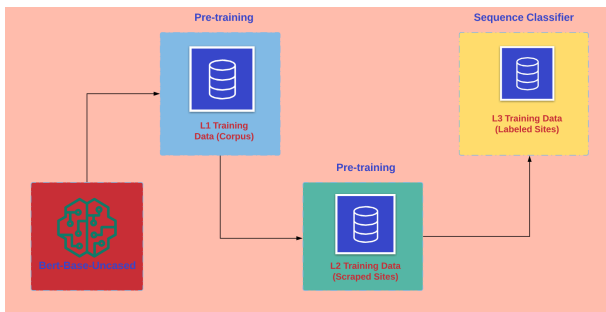 Pre-training
Sequence Classifier
L1 Training
Data (Corpus)
L3 Training Data
(Labeled Sites)
Pre-training
Bert-Base-Uncased
L2 Training Data
(Scraped Sites)